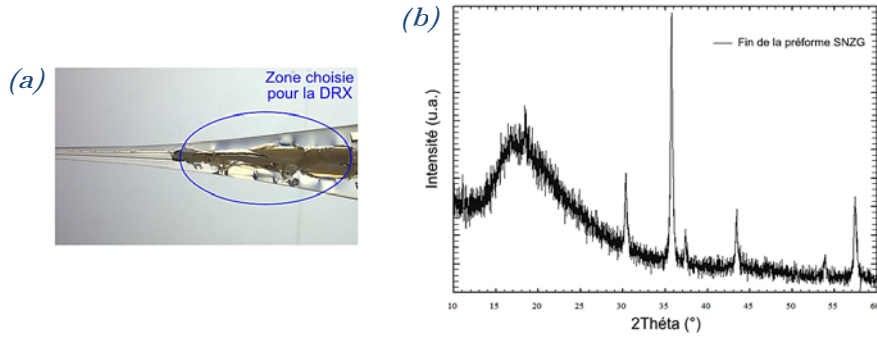 (a)
Zone choisie
pour la DRX
(b)
Fin de la préforme SNZG
Intensité (u.a.)
10 15 20 25 30 35 40 45 50 55 60
2Théta (°)